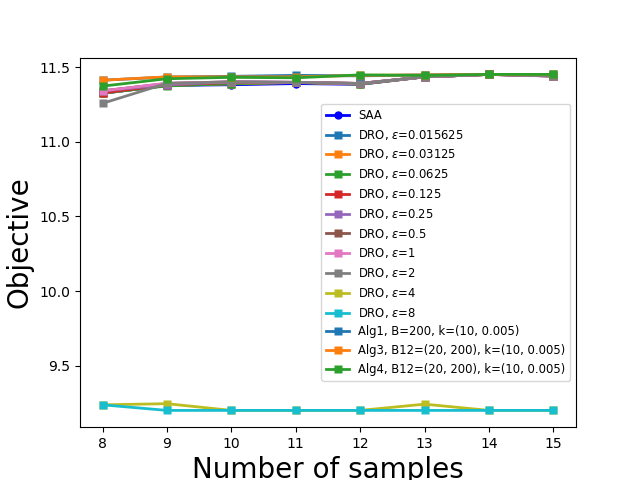 11.5
11.0
10.5
10.0
9.5
Objective
SAA
DRO, ε=0.015625
DRO, ε=0.03125
DRO, ε=0.0625
DRO, ε=0.125
DRO, ε=0.25
DRO, ε=0.5
DRO, ε=1
DRO, ε=2
DRO, ε=4
DRO, ε=8
Alg1, B=200, k=(10, 0.005)
Alg3, B12=(20, 200), k=(10, 0.005)
Alg4, B12=(20, 200), k=(10, 0.005)
8 9 10 11 12 13 14 15
Number of samples